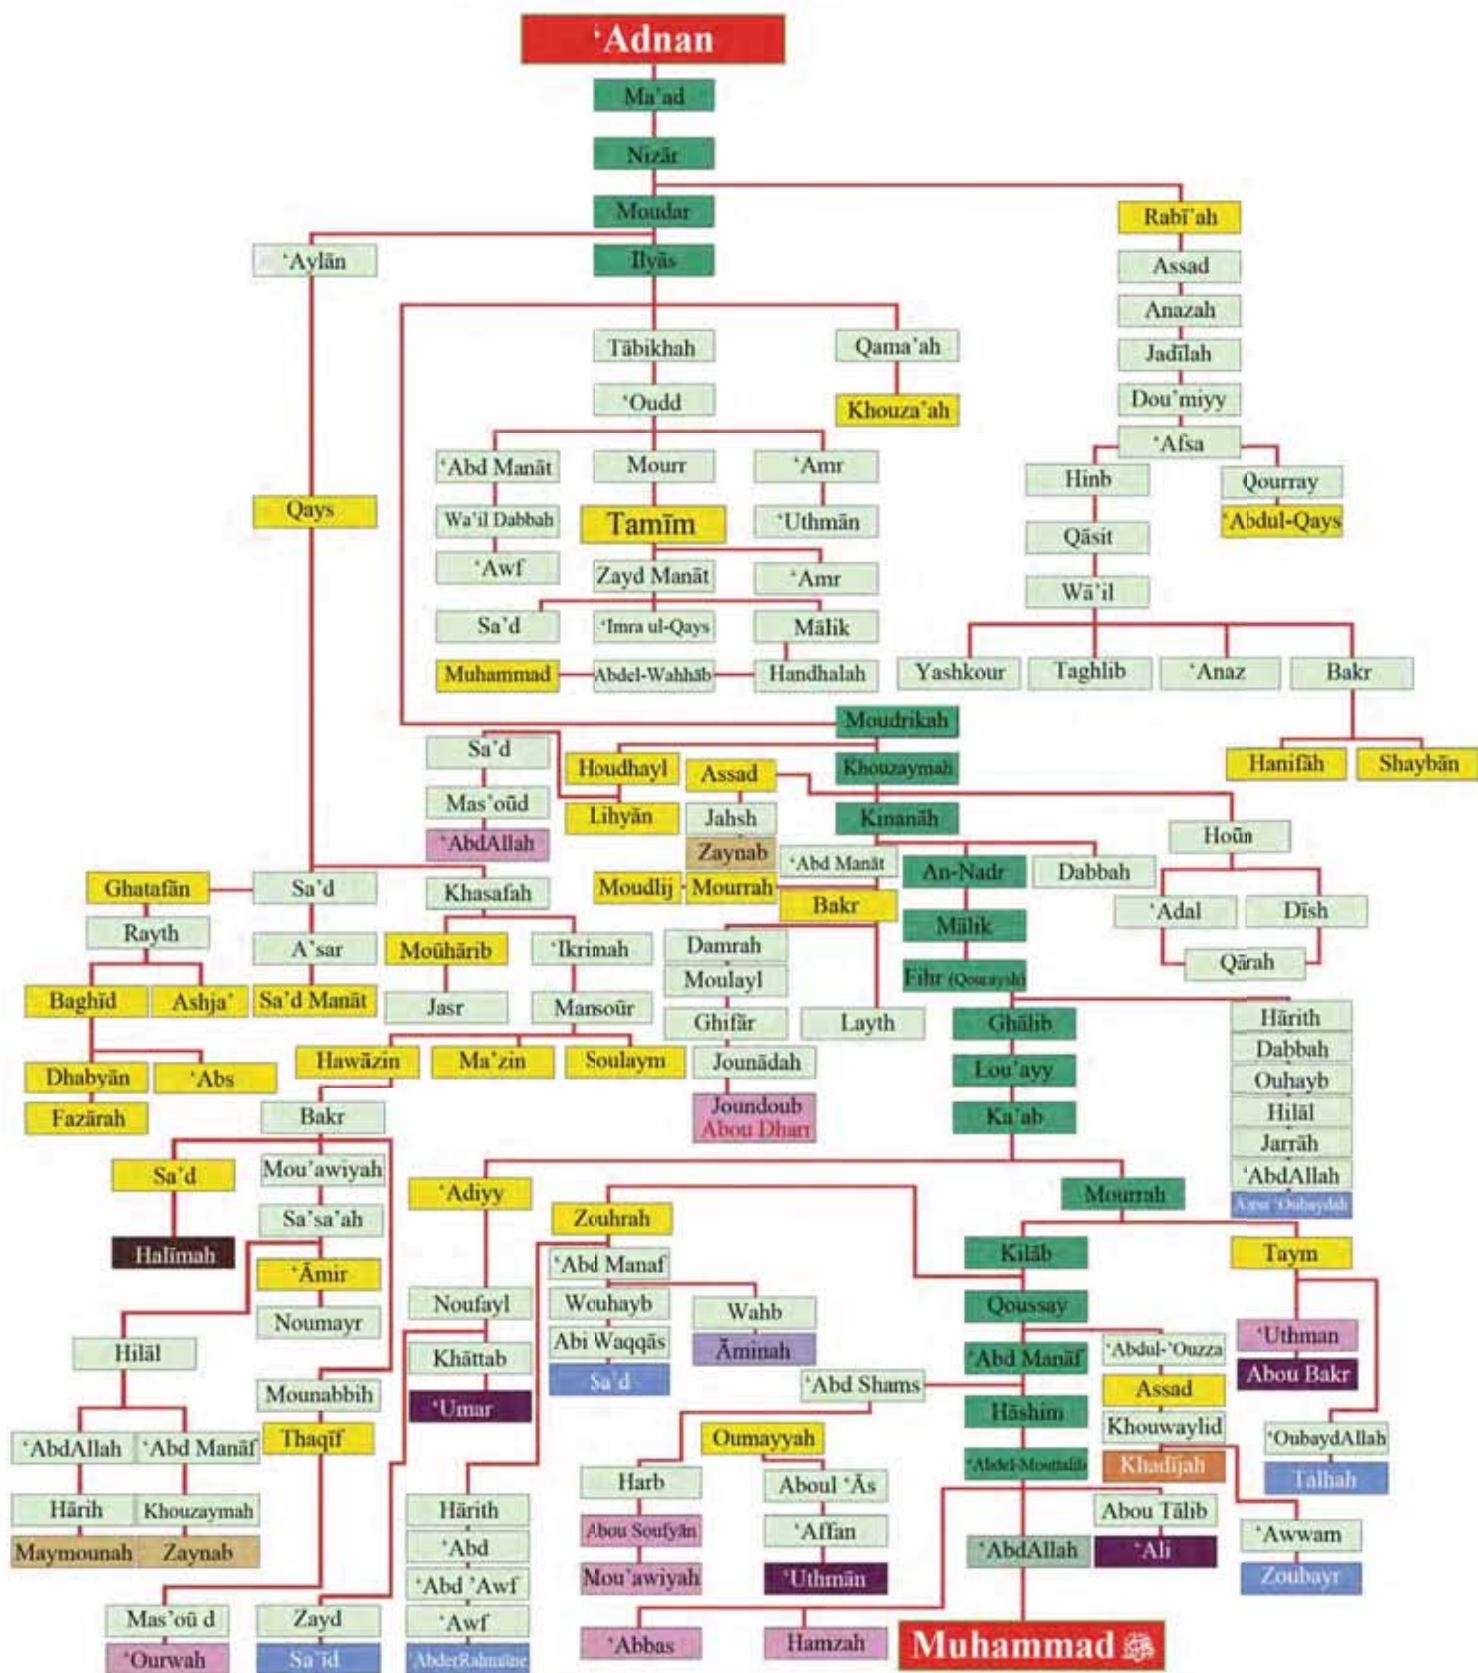 ‘Adnan
Ma’ad
Nizār
Moudar
Rabī’ah
‘Aylān
Ilyās
Assad
Anazah
Tābikhah
Qama’ah
Jadīlah
‘Oudd
Khouza’ah
Dou’miyy
‘Afsa
‘Abd Manāt
Mourr
‘Amr
Hinb
Qourray
Qays
Wa’il Dabbah
Tamīm
‘Uthmān
‘Abdul-Qays
Qāsit
‘Awf
Zayd Manāt
‘Amr
Wā’il
Sa’d
‘Imra ul-Qays
Mālik
Muhammad
Abdel-Wahhāb
Handhalah
Yashkour
Taghlib
‘Anaz
Bakr
Moudrikah
Sa’d
Houdhayl
Assad
Khouzaymah
Hanifāh
Shaybān
Mas’oūd
Lihyān
Jahsh
Kinanāh
Hoūn
‘AbdAllah
Zaynab
‘Abd Manāt
An-Nadr
Dabbah
Ghatafān
Sa’d
Khasafah
Moudlij
Mourrah
Bakr
‘Adal
Dīsh
Rayth
A’sar
Moūhārib
‘Ikrimah
Damrah
Mālik
Qārah
Moulayl
Fihr (Qouraysh)
Baghīd
Ashja’
Sa’d Manāt
Jasr
Mansoūr
Ghifār
Layth
Ghālib
Hārith
Dabbah
Hawāzin
Ma’zin
Soulaym
Jounādah
Lou’ayy
Ouhayb
Dhabyān
‘Abs
Hilāl
Fazārah
Bakr
Joundoub
Abou Dharr
Ka’ab
Jarrāh
‘AbdAllah
Sa’d
Mou’awiyah
‘Adiyy
Mourrah
Zouhrah
Sa’sa’ah
Halīmah
‘Abd Manaf
Kilāb
Taym
‘Āmir
Noufayl
Wouhayb
Wahb
Qoussay
Noumayr
Hilāl
Khāttab
Abi Waqqās
Āminah
‘Abd Manāf
‘Abdul-‘Ouzza
‘Uthman
Abou Bakr
Mounabbih
‘Umar
Sa’d
‘Abd Shams
Assad
Hāshim
Khouwaylid
‘AbdAllah
‘Abd Manāf
Thaqīf
Oumayyah
‘Abdel-Mouttalib
Khadījah
‘OubaydAllah
Talhah
Harb
Aboul ‘Ās
Hārih
Khouzaymah
Hārith
Abou Tālib
Abou Soufyān
‘Affan
‘Awwam
Maymounah
Zaynab
‘Abd
‘AbdAllah
‘Ali
Mou’awiyah
‘Uthmān
Zoubayr
‘Abd ’Awf
Mas’oū d
Zayd
‘Awf
‘Abbas
Hamzah
Muhammad ﷺ
‘Ourwah
Sa’īd